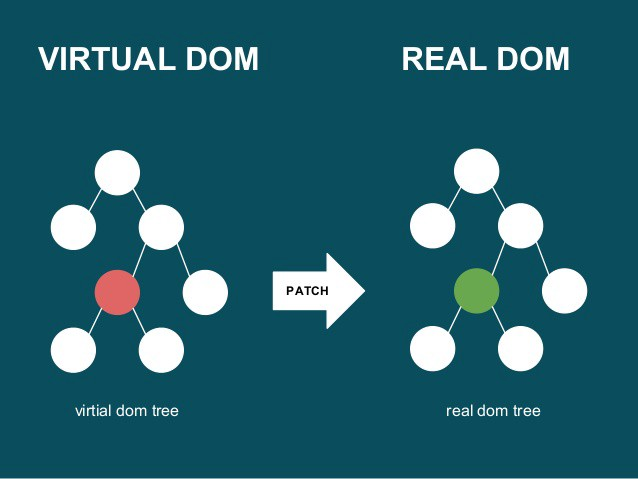 VIRTUAL DOM
REAL DOM
PATCH
virtial dom tree
real dom tree